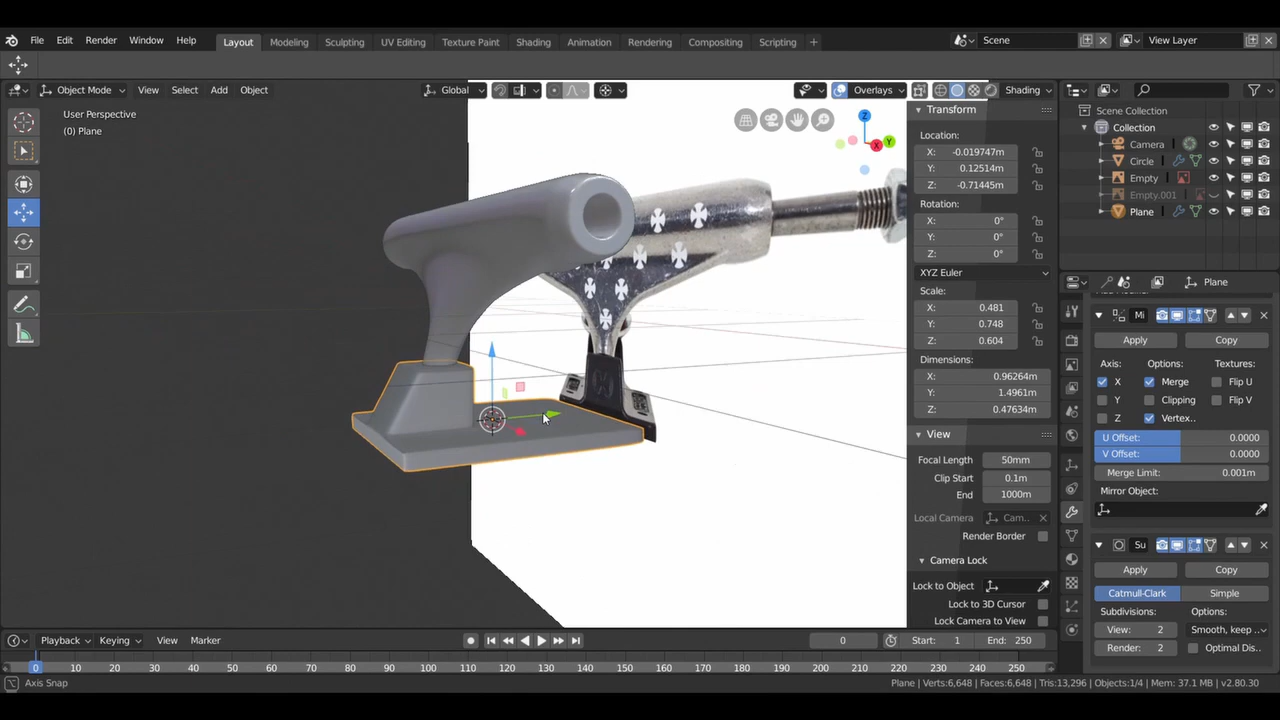 File Edit Render Window Help Layout Modeling Sculpting UV Editing Texture Paint Shading Animation Rendering Compositing Scripting + Scene View Layer
Object Mode View Select Add Object Global Overlays Shading
User Perspective
(0) Plane
Transform
Location:
X: -0.019747m
Y: 0.12514m
Z: -0.71445m
Rotation:
X: 0°
Y: 0°
Z: 0°
XYZ Euler
Scale:
X: 0.481
Y: 0.748
Z: 0.604
Dimensions:
X: 0.96264m
Y: 1.4961m
Z: 0.47634m
View
Focal Length 50mm
Clip Start 0.1m
End 1000m
Local Camera Cam..
Render Border
Camera Lock
Lock to Object
Lock to 3D Cursor
Lock Camera to View
Scene Collection
Collection
Camera
Circle
Empty
Empty.001
Plane
Plane
Mi
Apply Copy
Axis: Options: Textures:
X Merge Flip U
Y Clipping Flip V
Z Vertex..
U Offset: 0.0000
V Offset: 0.0000
Merge Limit: 0.001m
Mirror Object:
Su
Apply Copy
Catmull-Clark Simple
Subdivisions: Options:
View: 2 Smooth, keep ..
Render: 2 Optimal Dis..
Playback Keying View Marker 0 Start: 1 End: 250
0 10 20 30 40 50 60 70 80 90 100 110 120 130 140 150 160 170 180 190 200 210 220 230 240 250
Axis Snap
Plane | Verts:6,648 | Faces:6,648 | Tris:13,296 | Objects:1/4 | Mem: 37.1 MB | v2.80.30